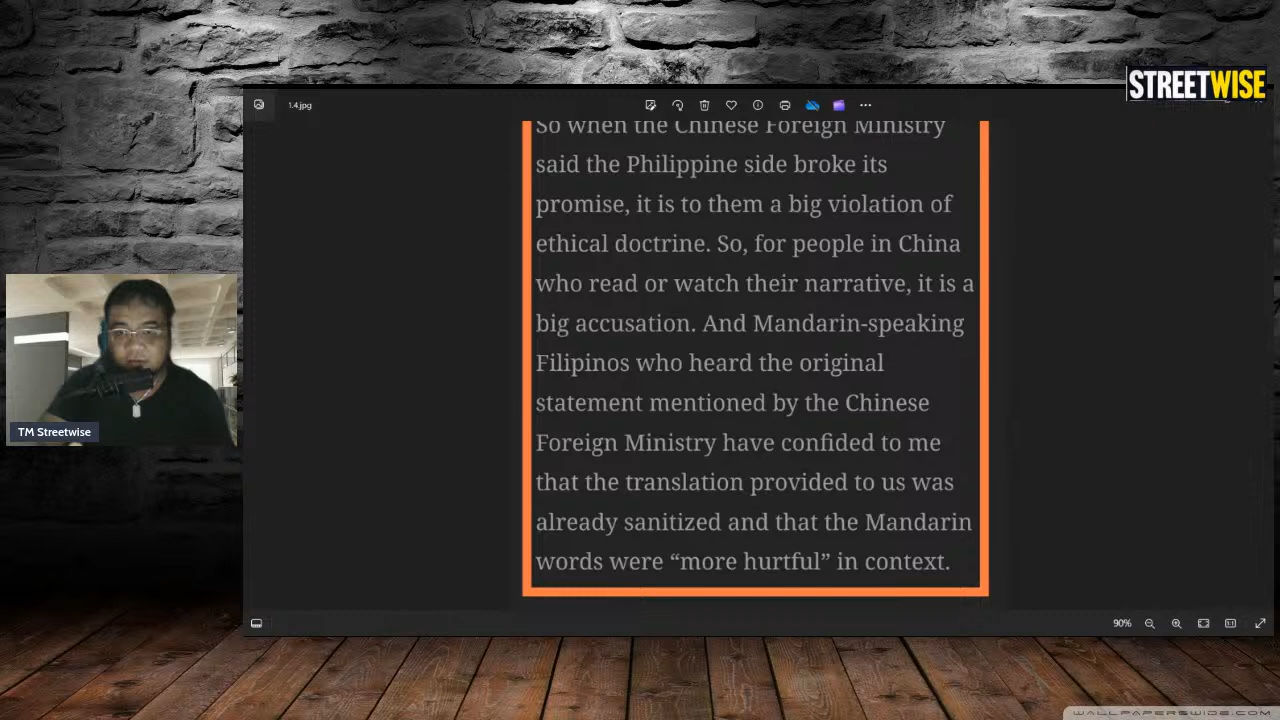 STREETWISE
1.4.jpg
So when the Chinese Foreign Ministry
said the Philippine side broke its
promise, it is to them a big violation of
ethical doctrine. So, for people in China
who read or watch their narrative, it is a
big accusation. And Mandarin-speaking
Filipinos who heard the original
statement mentioned by the Chinese
Foreign Ministry have confided to me
that the translation provided to us was
already sanitized and that the Mandarin
words were “more hurtful” in context.
TM Streetwise
90%
WALLPAPERSWIDE.COM